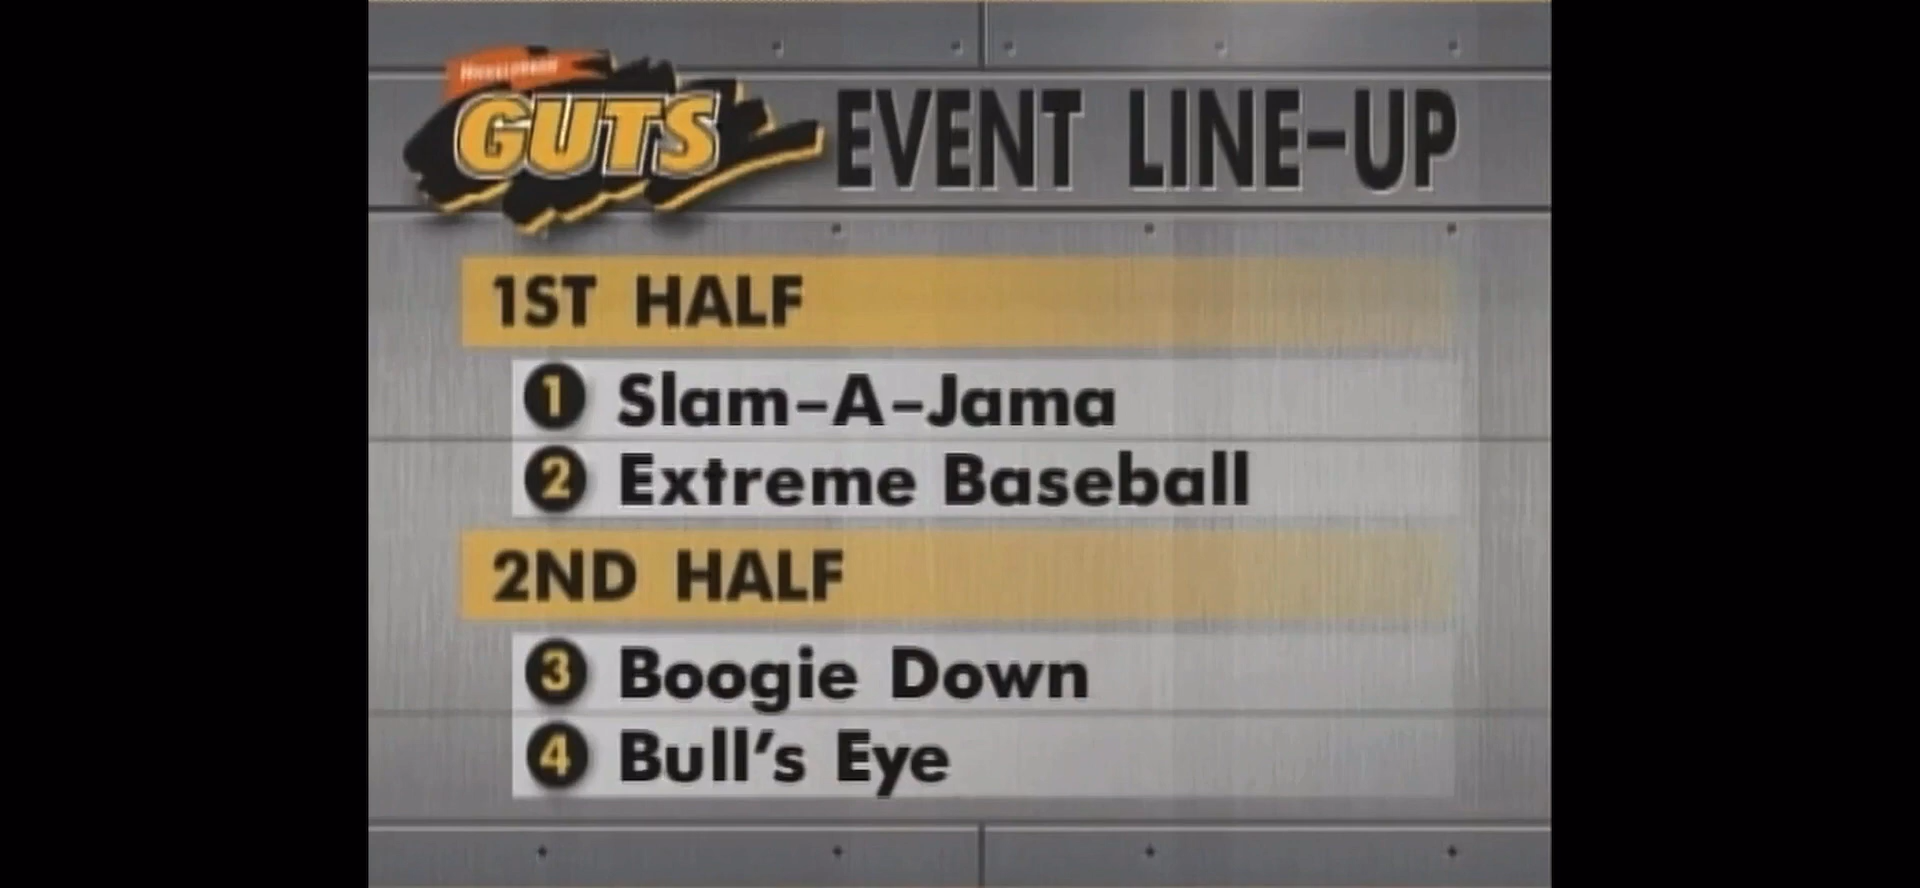 NICKELODEON
GUTS
EVENT LINE-UP
1ST HALF
1 Slam-A-Jama
2 Extreme Baseball
2ND HALF
3 Boogie Down
4 Bull's Eye